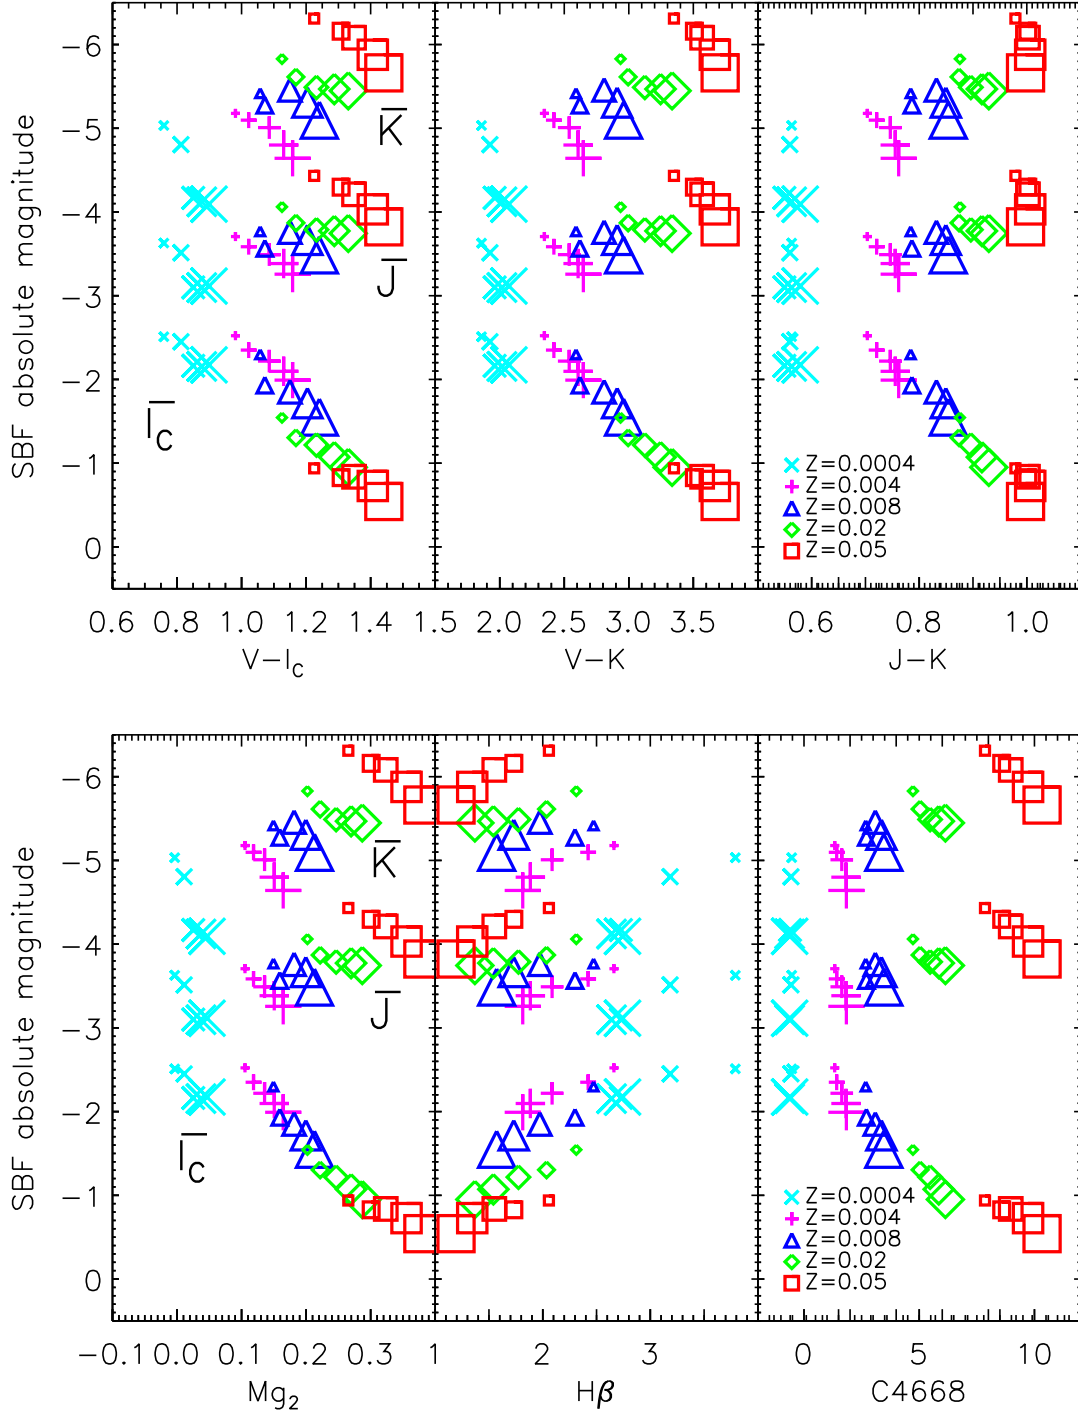 SBF absolute magnitude
−6
−5
−4
−3
−2
−1
0
K
J
I_C
Z=0.0004
Z=0.004
Z=0.008
Z=0.02
Z=0.05
0.6 0.8 1.0 1.2 1.4 1.5 2.0 2.5 3.0 3.5 0.6 0.8 1.0
V−I_C V−K J−K
SBF absolute magnitude
−6
−5
−4
−3
−2
−1
0
K
J
I_C
Z=0.0004
Z=0.004
Z=0.008
Z=0.02
Z=0.05
−0.1 0.0 0.1 0.2 0.3 1 2 3 0 5 10
Mg₂ Hβ C4668